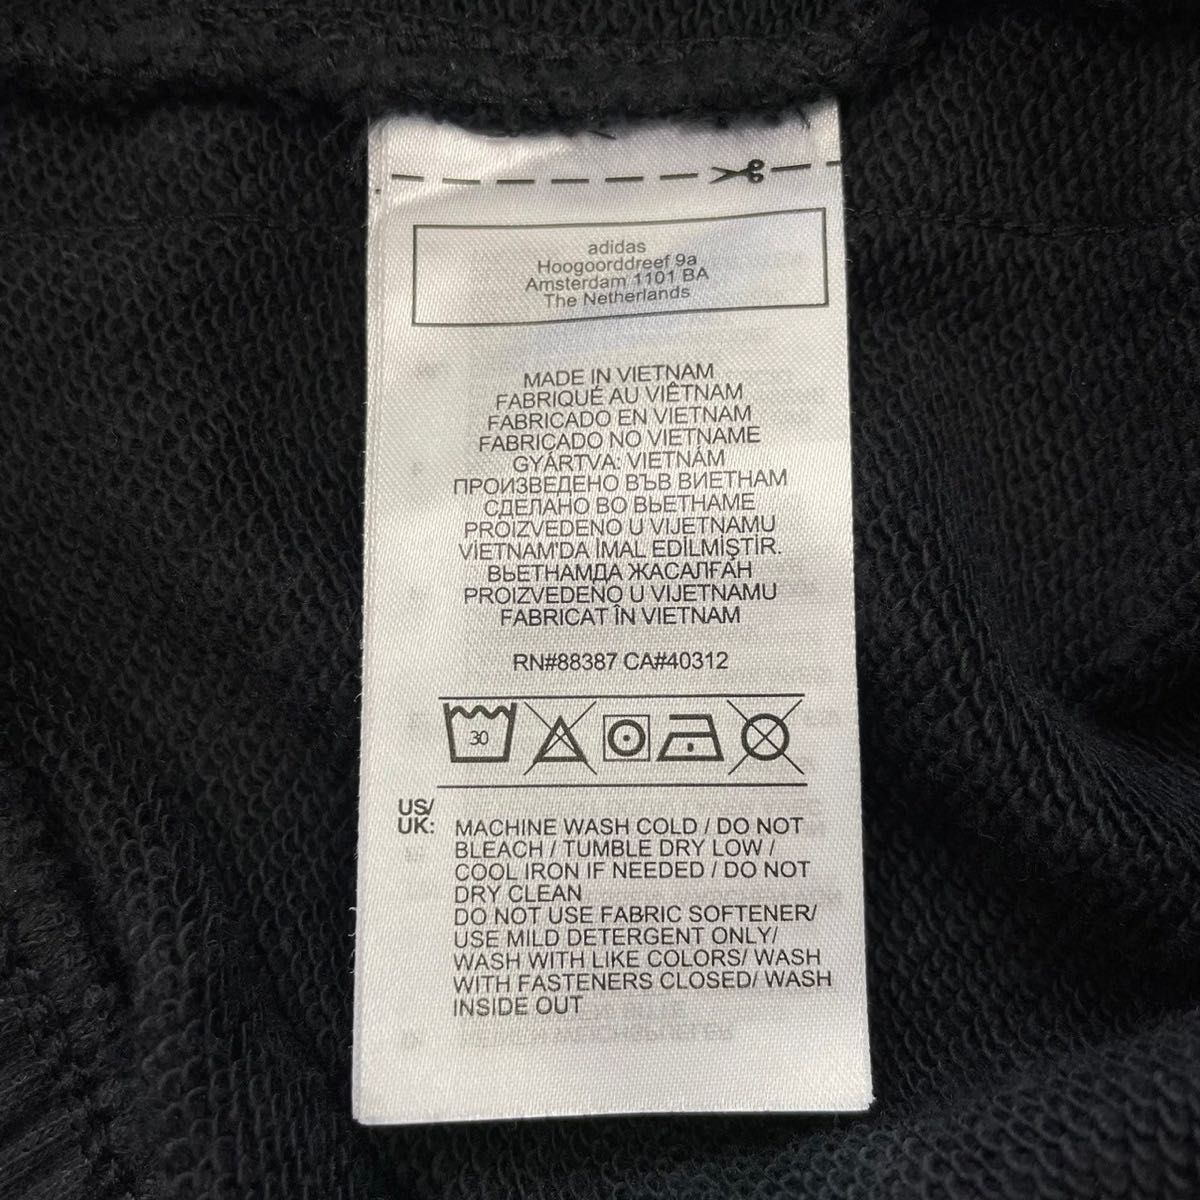 adidas
Hoogoorddreef 9a
Amsterdam 1101 BA
The Netherlands
MADE IN VIETNAM
FABRIQUÉ AU VIÊTNAM
FABRICADO EN VIETNAM
FABRICADO NO VIETNAME
GYÁRTVA: VIETNÁM
ПРОИЗВЕДЕНО ВЪВ ВИЕТНАМ
СДЕЛАНО ВО ВЬЕТНАМЕ
PROIZVEDENO U VIJETNAMU
VİETNAM'DA İMAL EDİLMİŞTİR.
ВЬЕТНАМДА ЖАСАЛҒАН
PROIZVEDENO U VIJETNAMU
FABRICAT ÎN VIETNAM
RN#88387 CA#40312
30
US/
UK:
MACHINE WASH COLD / DO NOT
BLEACH / TUMBLE DRY LOW /
COOL IRON IF NEEDED / DO NOT
DRY CLEAN
DO NOT USE FABRIC SOFTENER/
USE MILD DETERGENT ONLY/
WASH WITH LIKE COLORS/ WASH
WITH FASTENERS CLOSED/ WASH
INSIDE OUT